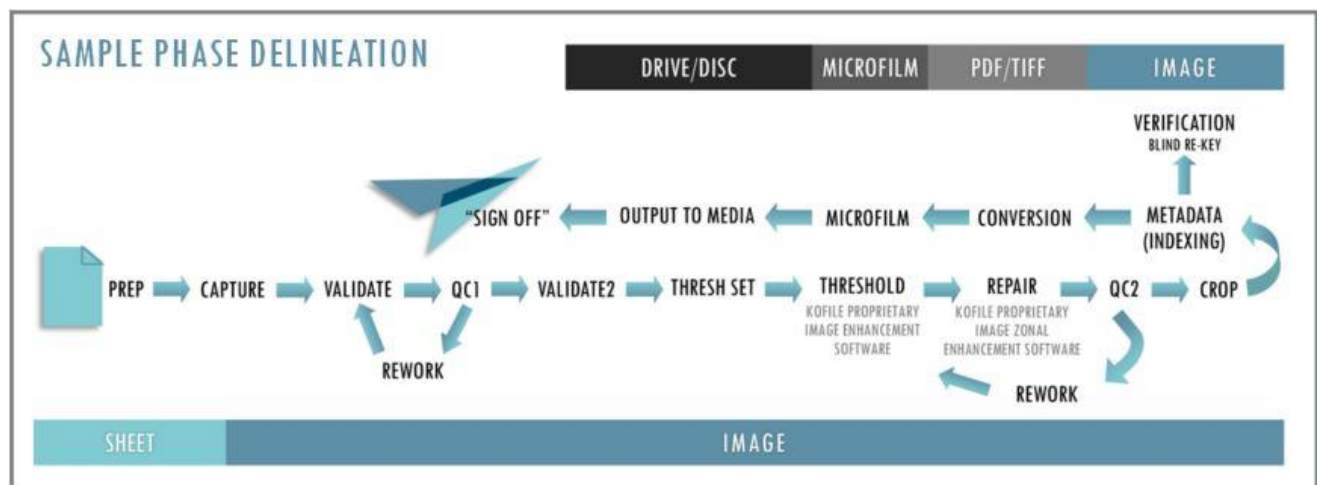 SAMPLE PHASE DELINEATION
DRIVE/DISC
MICROFILM
PDF/TIFF
IMAGE
VERIFICATION
BLIND RE-KEY
"SIGN OFF"
OUTPUT TO MEDIA
MICROFILM
CONVERSION
METADATA
(INDEXING)
PREP
CAPTURE
VALIDATE
QC1
VALIDATE2
THRESH SET
THRESHOLD
KOFILE PROPRIETARY
IMAGE ENHANCEMENT
SOFTWARE
REPAIR
KOFILE PROPRIETARY
IMAGE ZONAL
ENHANCEMENT SOFTWARE
QC2
CROP
REWORK
REWORK
SHEET
IMAGE